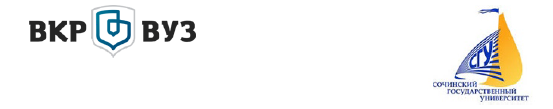 ВКР ВУЗ
СГУ
СОЧИНСКИЙ
ГОСУДАРСТВЕННЫЙ
УНИВЕРСИТЕТ